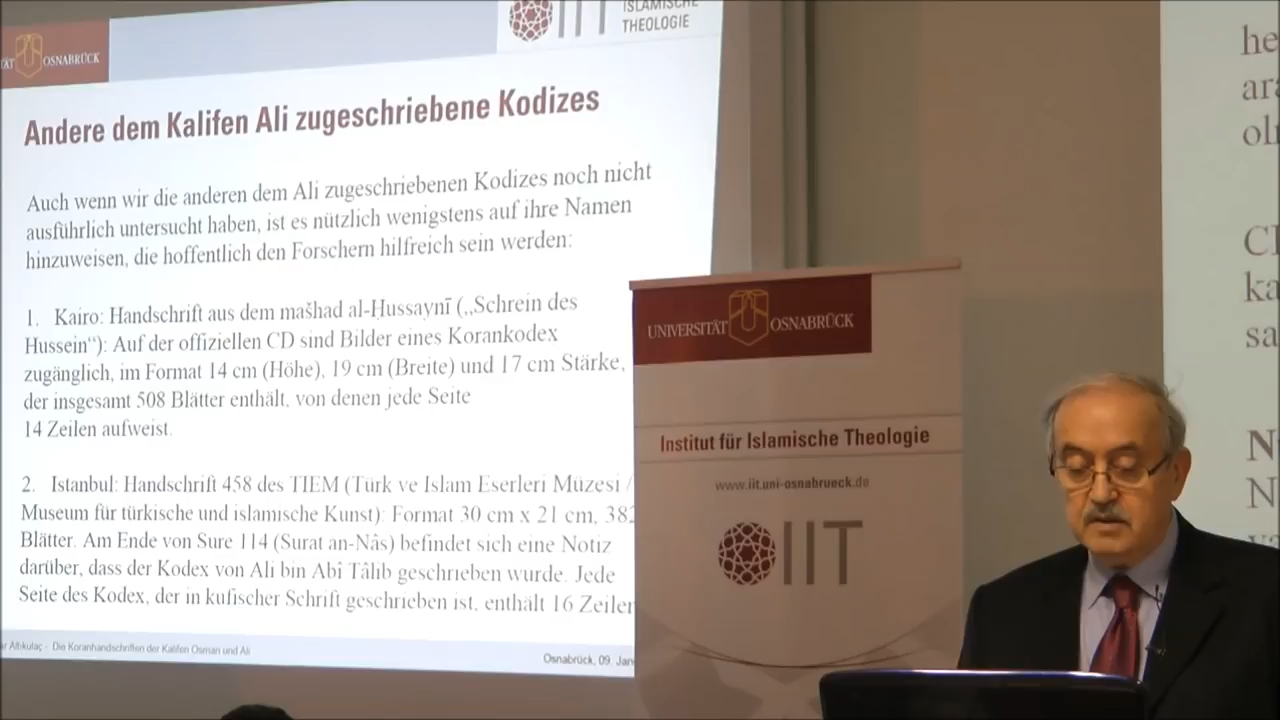 OSNABRÜCK
ISLAMISCHE
THEOLOGIE
IIT
Andere dem Kalifen Ali zugeschriebene Kodizes
Auch wenn wir die anderen dem Ali zugeschriebenen Kodizes noch nicht
ausführlich untersucht haben, ist es nützlich wenigstens auf ihre Namen
hinzuweisen, die hoffentlich den Forschern hilfreich sein werden:
1. Kairo: Handschrift aus dem mašhad al-Hussaynī („Schrein des
Hussein“): Auf der offiziellen CD sind Bilder eines Korankodex
zugänglich, im Format 14 cm (Höhe), 19 cm (Breite) und 17 cm Stärke,
der insgesamt 508 Blätter enthält, von denen jede Seite
14 Zeilen aufweist.
2. Istanbul: Handschrift 458 des TIEM (Türk ve Islam Eserleri Müzesi /
Museum für türkische und islamische Kunst): Format 30 cm x 21 cm, 382
Blätter. Am Ende von Sure 114 (Surat an-Nâs) befindet sich eine Notiz
darüber, dass der Kodex von Ali bin Abî Tâlib geschrieben wurde. Jede
Seite des Kodex, der in kufischer Schrift geschrieben ist, enthält 16 Zeilen
Altıkulaç - Die Koranhandschriften der Kalifen Osman und Ali
Osnabrück, 09. Jan
UNIVERSITÄT OSNABRÜCK
Institut für Islamische Theologie
www.iit.uni-osnabrueck.de
IIT
he
ara
ka
sa
N
N